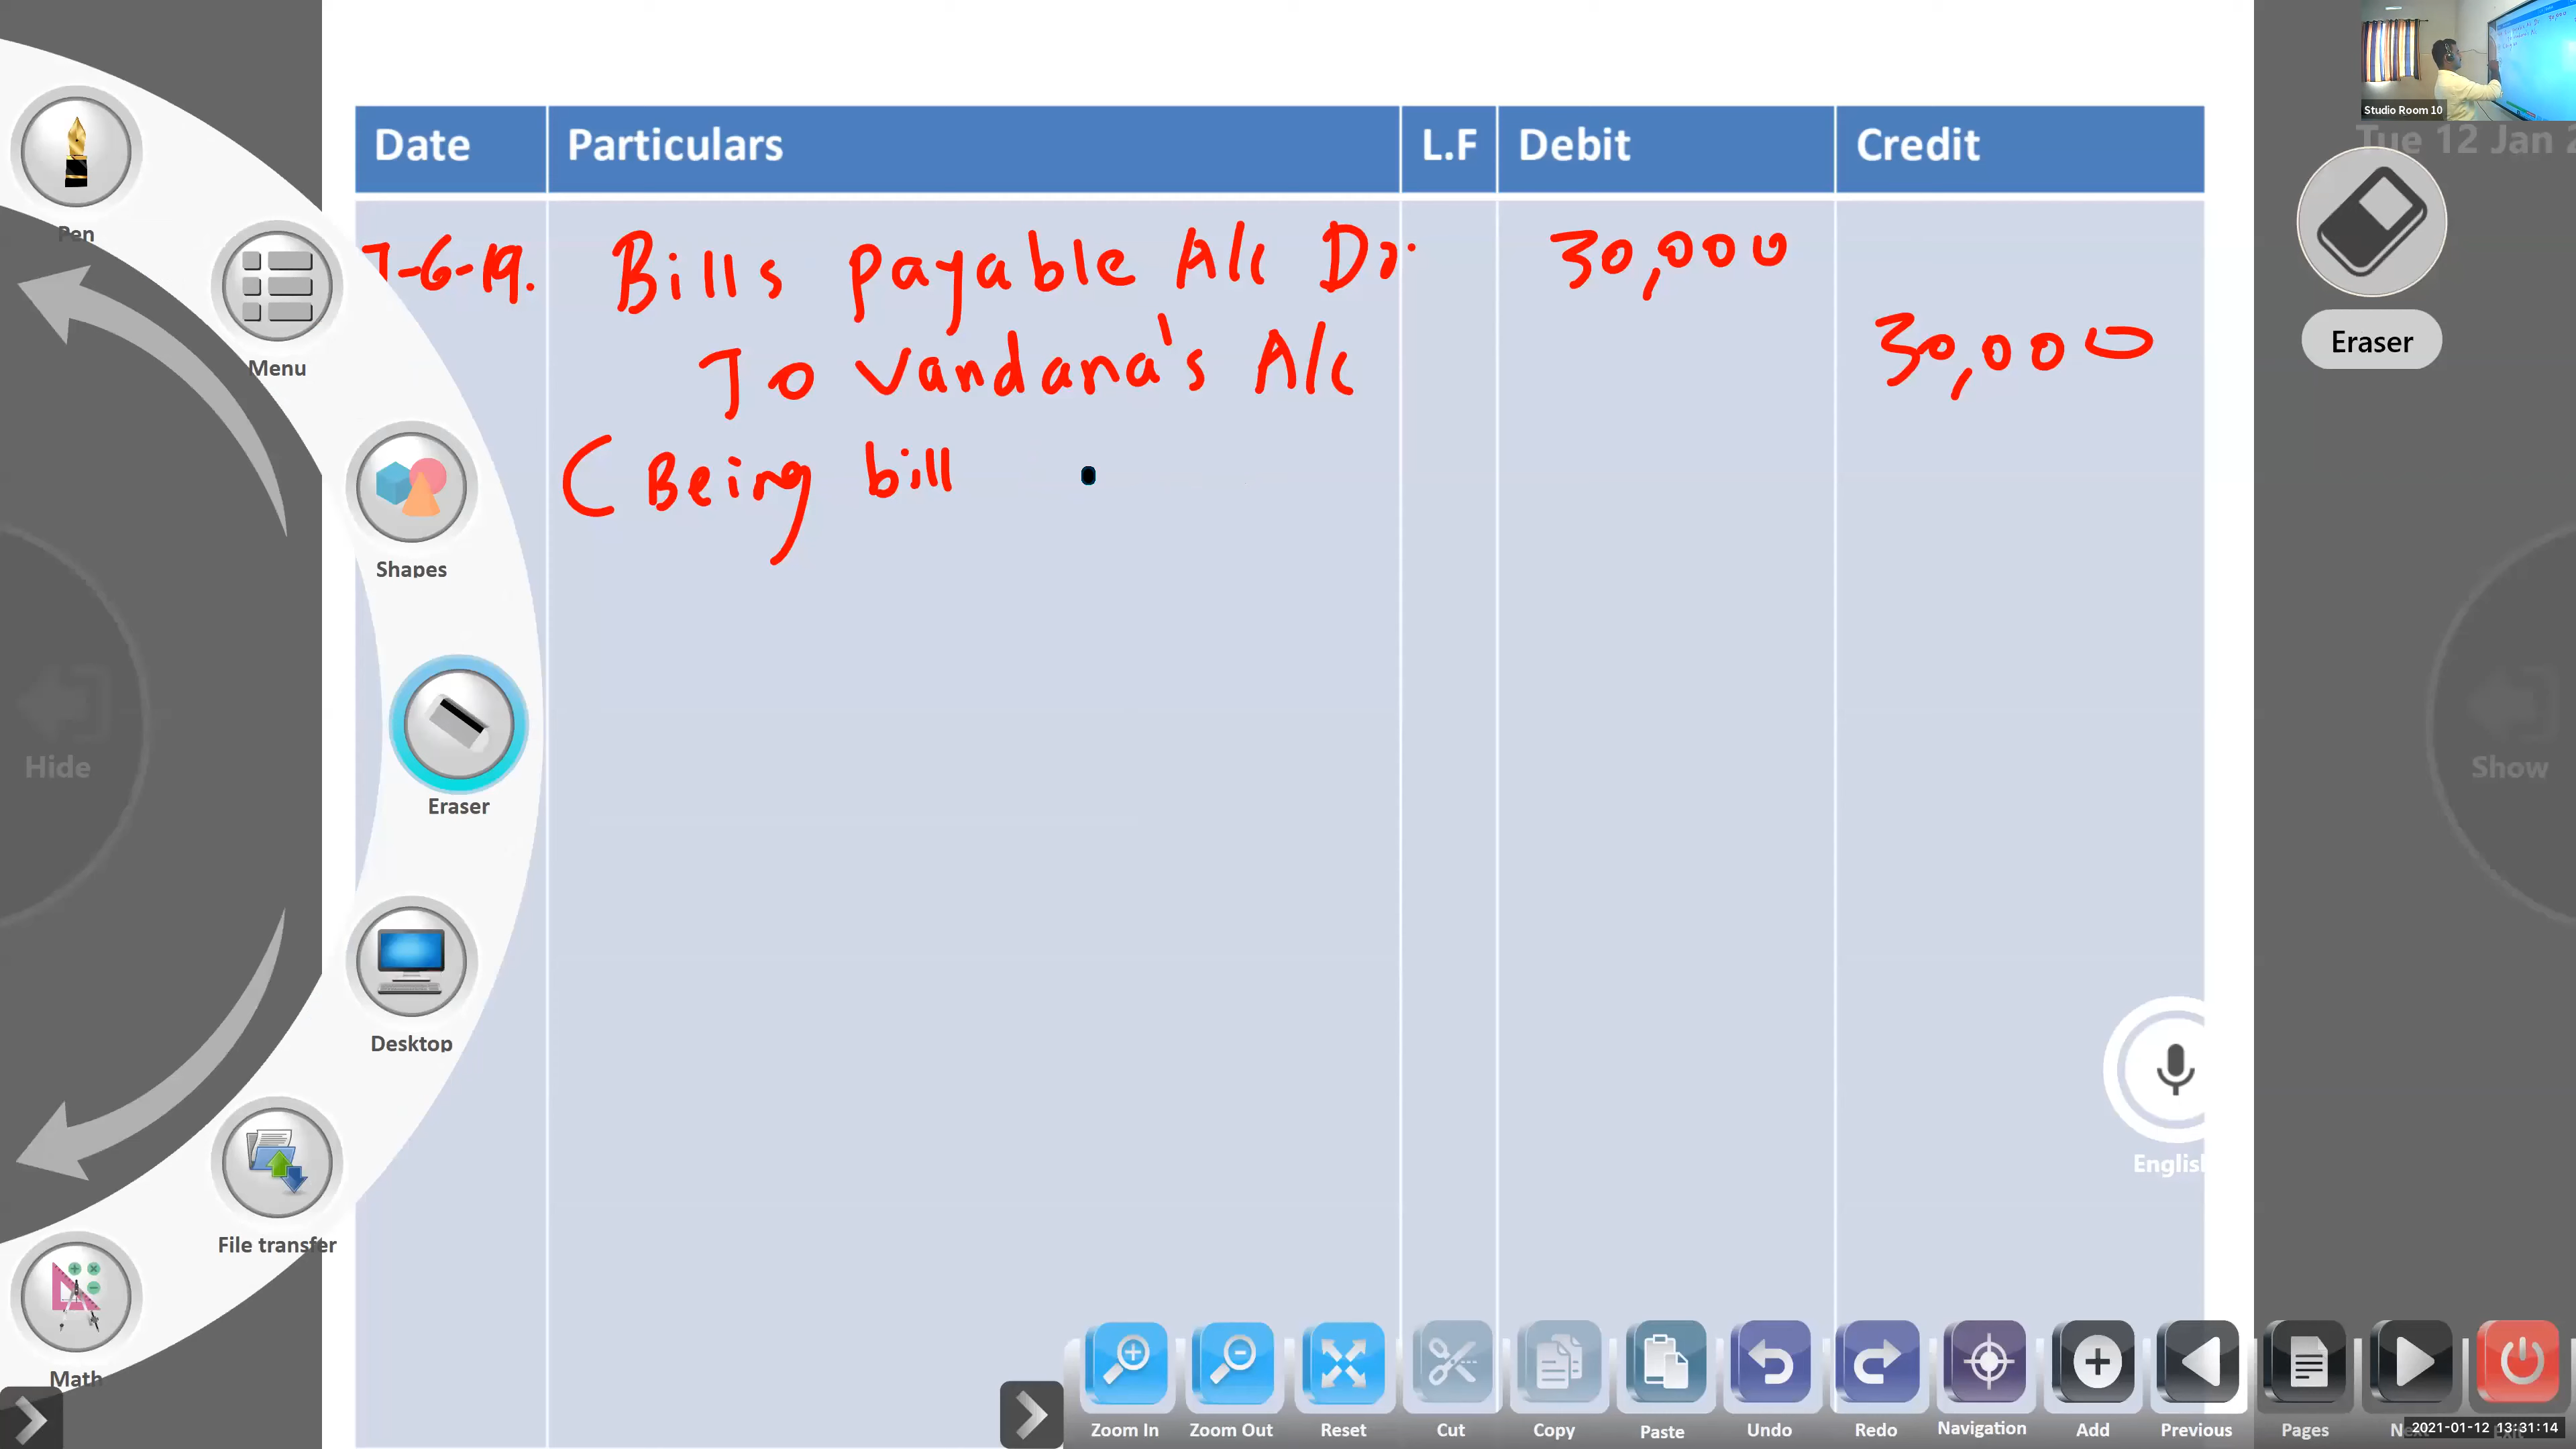 Studio Room 10
Tue 12 Jan 2
Date Particulars L.F Debit Credit
7-6-19. Bills payable A/c Dr. 30,000
To Vandana's A/c 30,000
( Being bill
Pen
Menu
Shapes
Eraser
Desktop
File transfer
Math
Hide
Eraser
Show
English
Zoom In Zoom Out Reset Cut Copy Paste Undo Redo Navigation Add Previous Pages
2021-01-12 13:31:14